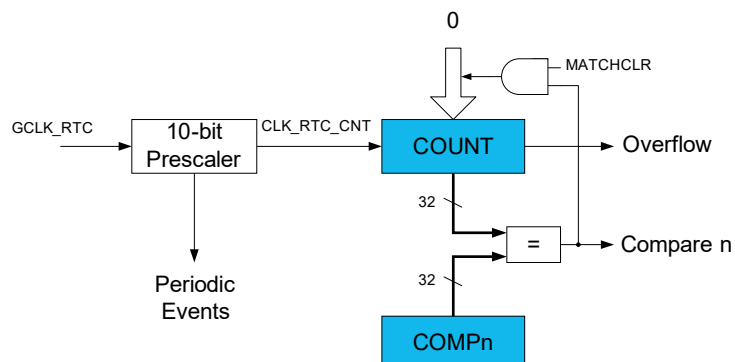 0
MATCHCLR
GCLK_RTC
10-bit
Prescaler
CLK_RTC_CNT
COUNT
Overflow
32
=
Compare n
Periodic
Events
32
COMPn